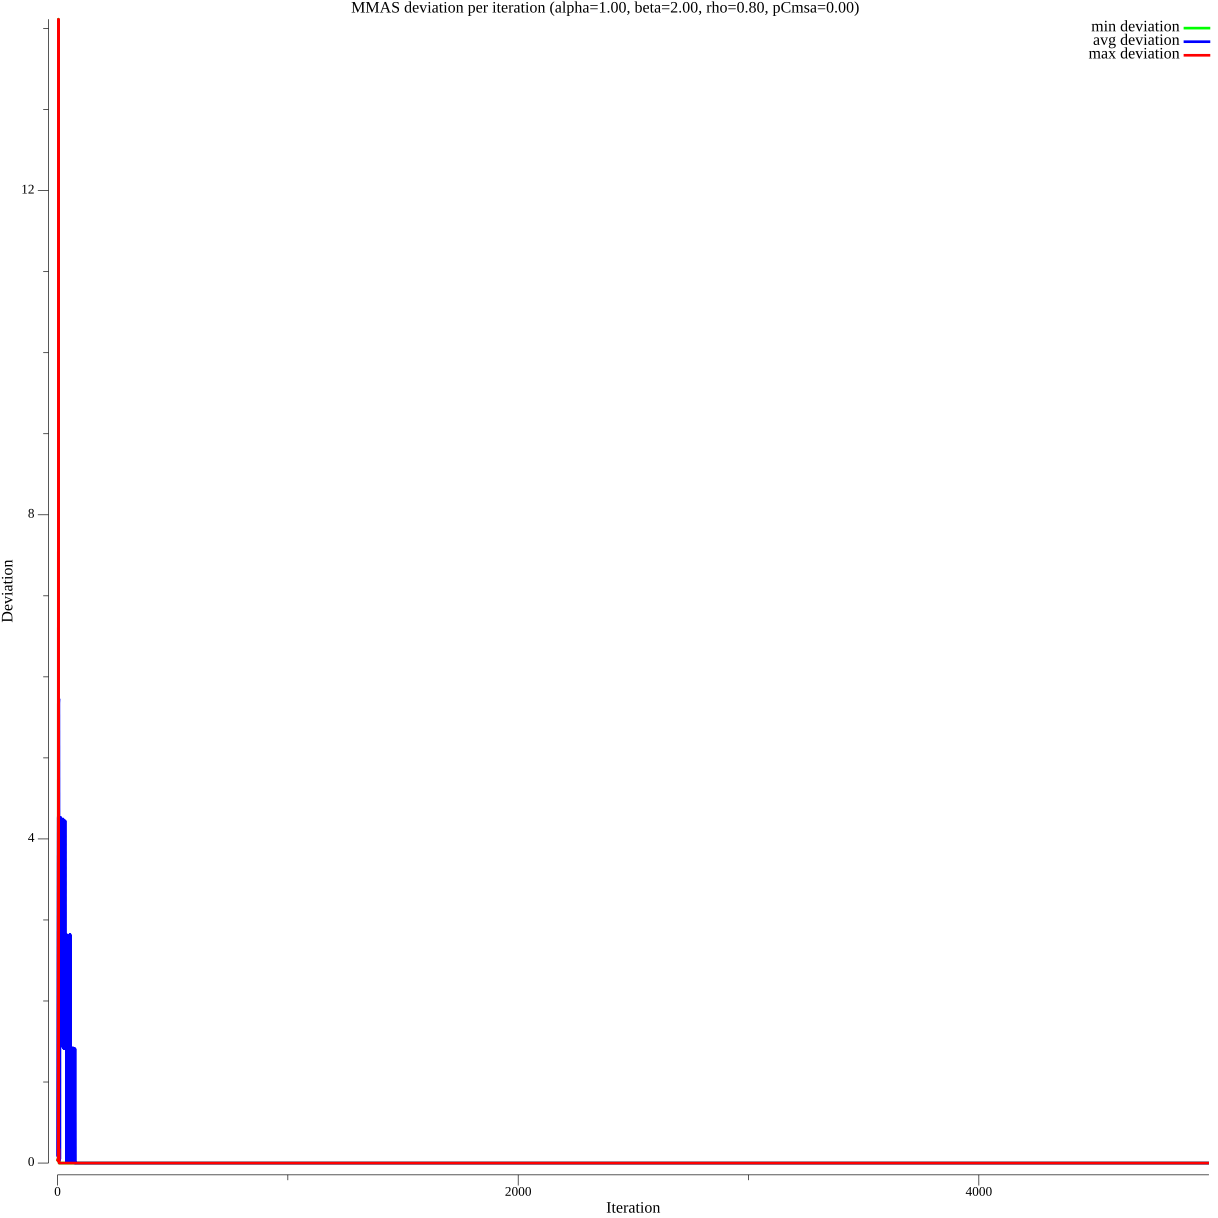 MMAS deviation per iteration (alpha=1.00, beta=2.00, rho=0.80, pCmsa=0.00)
min deviation
avg deviation
max deviation
12
8
Deviation
4
0
0 2000 4000
Iteration